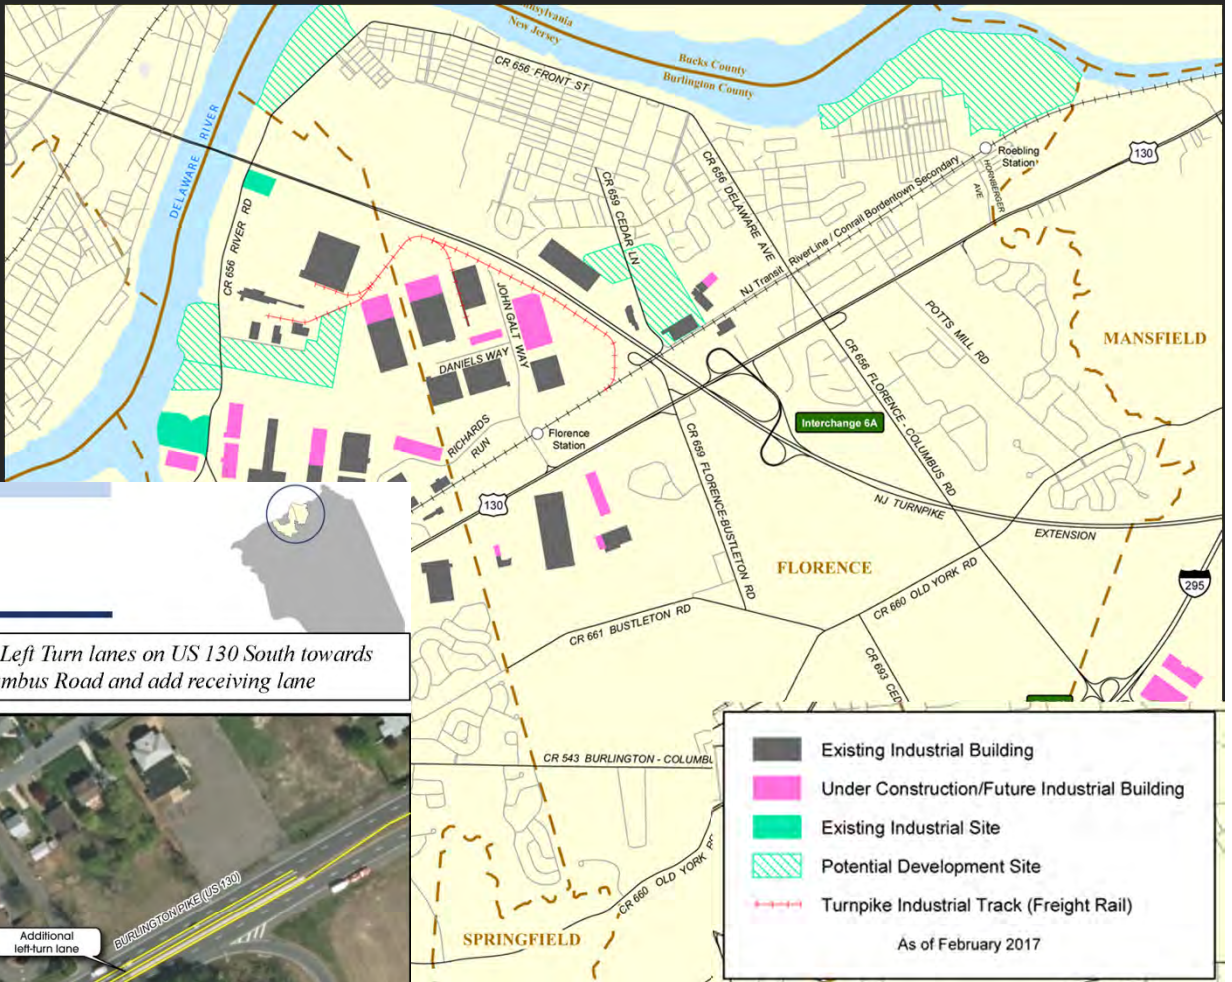 nnsylvania
New Jersey
Bucks County
Burlington County
CR 656 FRONT ST
DELAWARE RIVER
130
Roebling
Station
HORNBERGER
AVE
CR 656 DELAWARE AVE
CR 659 CEDAR LN
NJ Transit RiverLine / Conrail Bordentown Secondary
CR 656 RIVER RD
JOHN GALT WAY
DANIELS WAY
POTTS MILL RD
MANSFIELD
CR 656 FLORENCE - COLUMBUS RD
Interchange 6A
RICHARDS
RUN
Florence
Station
CR 659 FLORENCE-BUSTLETON RD
130
NJ TURNPIKE
EXTENSION
FLORENCE
295
CR 660 OLD YORK RD
CR 661 BUSTLETON RD
CR 693 CED
Left Turn lanes on US 130 South towards
mbus Road and add receiving lane
CR 543 BURLINGTON - COLUMBU
CR 660 OLD YORK R
SPRINGFIELD
BURLINGTON PIKE (US 130)
Additional
left-turn lane
Existing Industrial Building
Under Construction/Future Industrial Building
Existing Industrial Site
Potential Development Site
Turnpike Industrial Track (Freight Rail)
As of February 2017